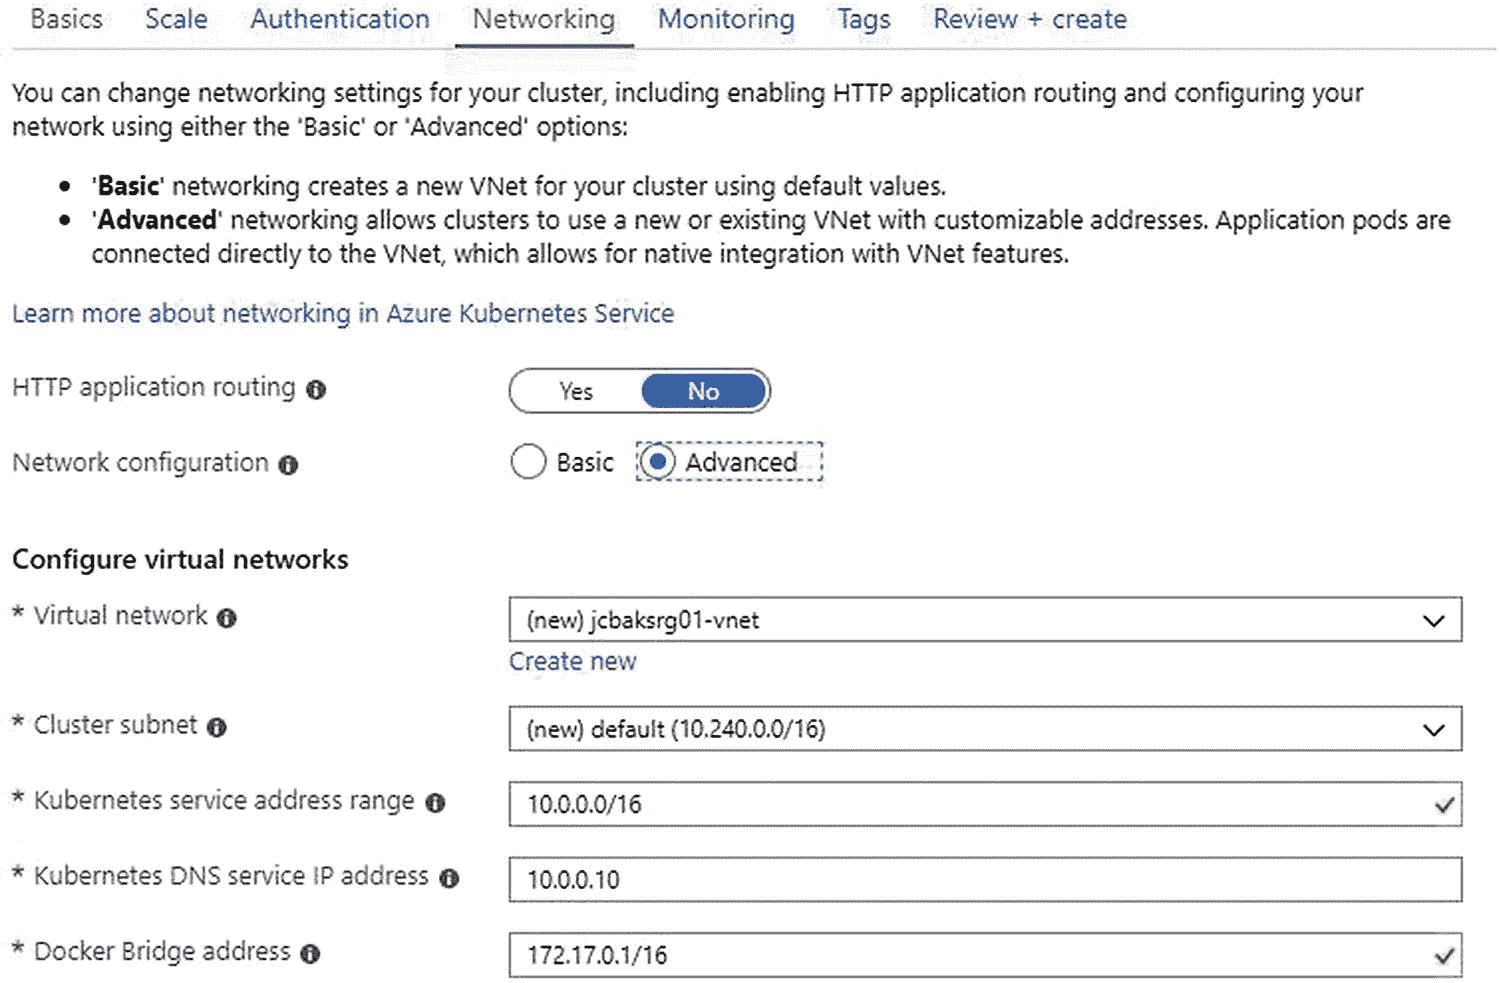 Basics Scale Authentication Networking Monitoring Tags Review + create
You can change networking settings for your cluster, including enabling HTTP application routing and configuring your
network using either the 'Basic' or 'Advanced' options:
• 'Basic' networking creates a new VNet for your cluster using default values.
• 'Advanced' networking allows clusters to use a new or existing VNet with customizable addresses. Application pods are
connected directly to the VNet, which allows for native integration with VNet features.
Learn more about networking in Azure Kubernetes Service
HTTP application routing Yes No
Network configuration Basic Advanced
Configure virtual networks
* Virtual network (new) jcbaksrg01-vnet
Create new
* Cluster subnet (new) default (10.240.0.0/16)
* Kubernetes service address range 10.0.0.0/16
* Kubernetes DNS service IP address 10.0.0.10
* Docker Bridge address 172.17.0.1/16